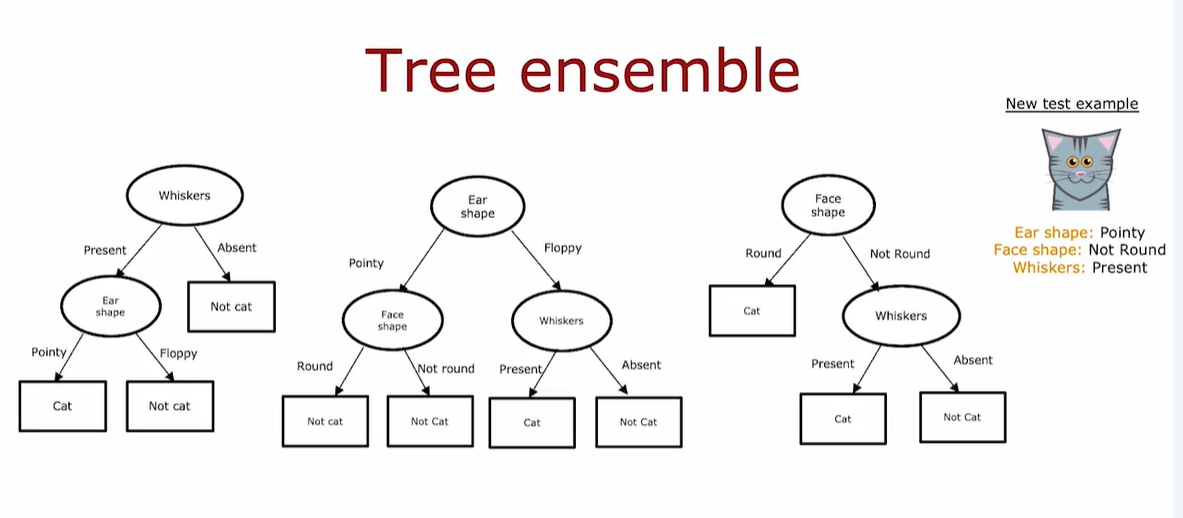 Tree ensemble
New test example
Ear shape: Pointy
Face shape: Not Round
Whiskers: Present
Whiskers
Present
Absent
Ear
shape
Not cat
Pointy
Floppy
Cat
Not cat
Ear
shape
Pointy
Floppy
Face
shape
Whiskers
Round
Not round
Present
Absent
Not cat
Not Cat
Cat
Not Cat
Face
shape
Round
Not Round
Cat
Whiskers
Present
Absent
Cat
Not Cat